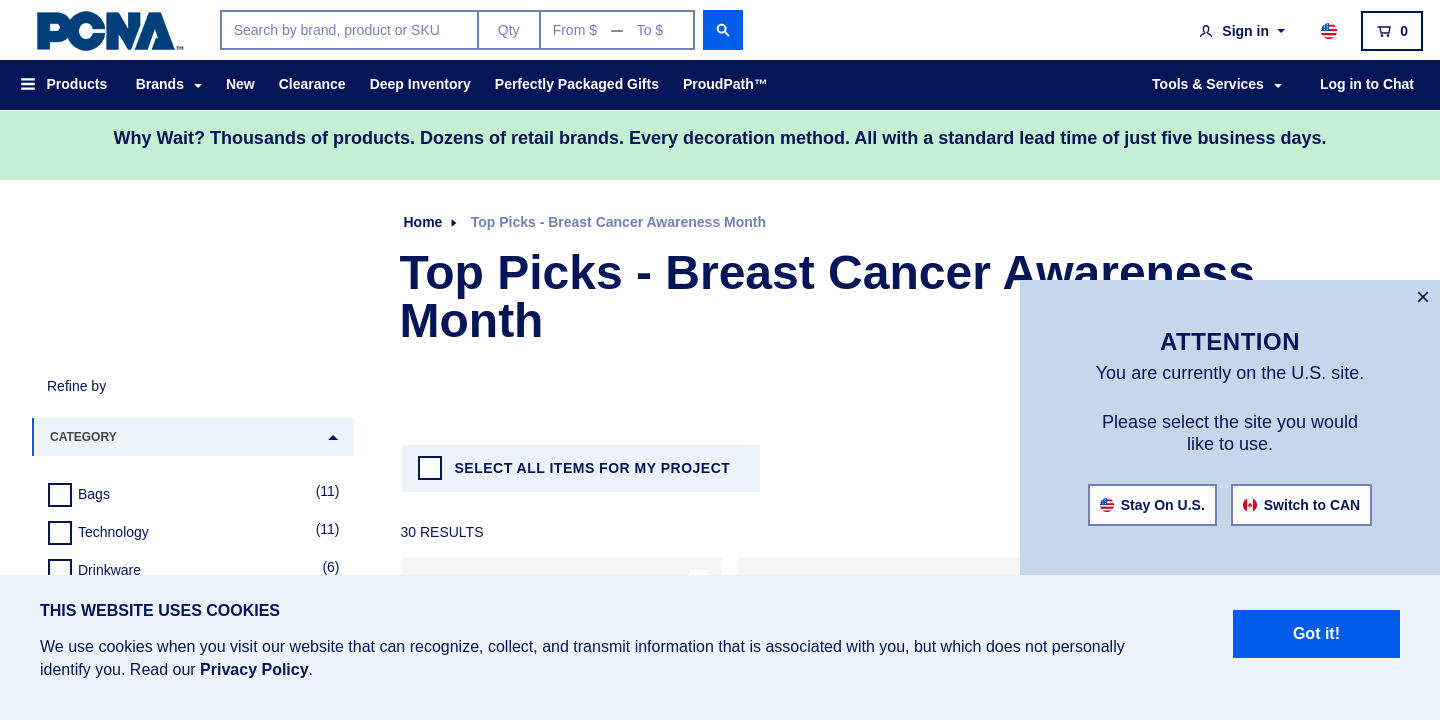 PCNA™
Search by brand, product or SKU
Qty
From $ — To $
Sign in
0
Products
Brands
New
Clearance
Deep Inventory
Perfectly Packaged Gifts
ProudPath™
Tools & Services
Log in to Chat
Why Wait? Thousands of products. Dozens of retail brands. Every decoration method. All with a standard lead time of just five business days.
Home
Top Picks - Breast Cancer Awareness Month
Top Picks - Breast Cancer Awareness
Month
×
ATTENTION
You are currently on the U.S. site.
Please select the site you would
like to use.
Stay On U.S.
Switch to CAN
Refine by
CATEGORY
Bags (11)
Technology (11)
Drinkware (6)
SELECT ALL ITEMS FOR MY PROJECT
30 RESULTS
THIS WEBSITE USES COOKIES
We use cookies when you visit our website that can recognize, collect, and transmit information that is associated with you, but which does not personally
identify you. Read our Privacy Policy.
Got it!